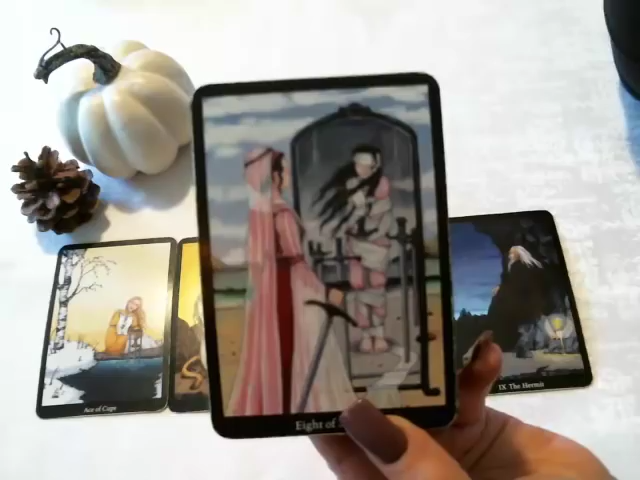 Ace of Cups
Eight of
IX The Hermit